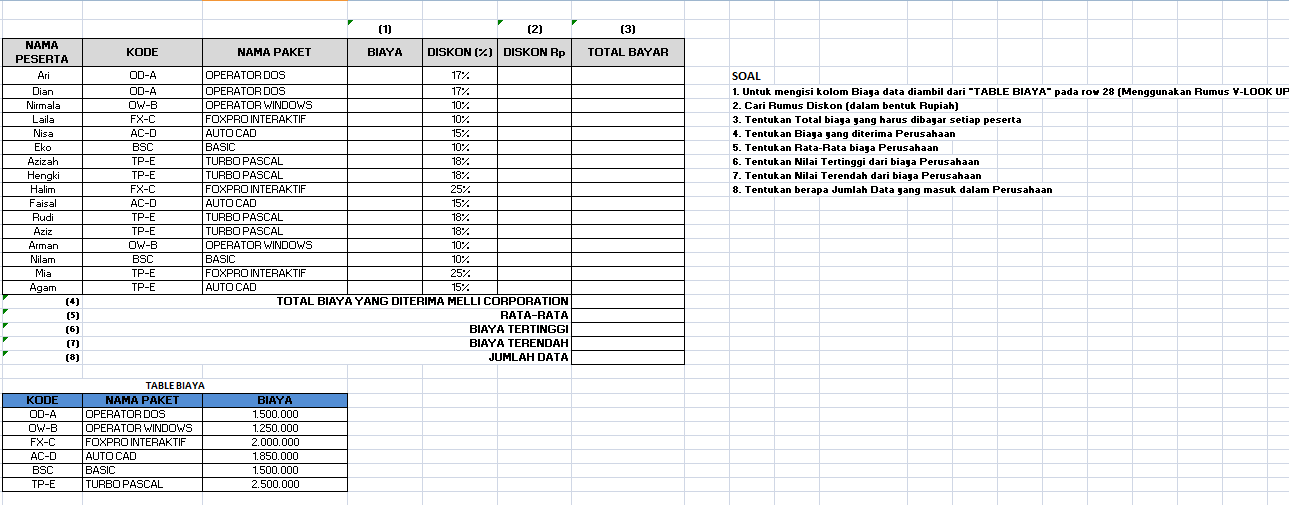 (1) (2) (3)
NAMA PESERTA KODE NAMA PAKET BIAYA DISKON (%) DISKON Rp TOTAL BAYAR
Ari OD-A OPERATOR DOS 17%
Dian OD-A OPERATOR DOS 17%
Nirmala OW-B OPERATOR WINDOWS 10%
Laila FX-C FOXPRO INTERAKTIF 10%
Nisa AC-D AUTO CAD 15%
Eko BSC BASIC 10%
Azizah TP-E TURBO PASCAL 18%
Hengki TP-E TURBO PASCAL 18%
Halim FX-C FOXPRO INTERAKTIF 25%
Faisal AC-D AUTO CAD 15%
Rudi TP-E TURBO PASCAL 18%
Aziz TP-E TURBO PASCAL 18%
Arman OW-B OPERATOR WINDOWS 10%
Nilam BSC BASIC 10%
Mia TP-E FOXPRO INTERAKTIF 25%
Agam TP-E AUTO CAD 15%
(4) TOTAL BIAYA YANG DITERIMA MELLI CORPORATION
(5) RATA-RATA
(6) BIAYA TERTINGGI
(7) BIAYA TERENDAH
(8) JUMLAH DATA
TABLE BIAYA
KODE NAMA PAKET BIAYA
OD-A OPERATOR DOS 1.500.000
OW-B OPERATOR WINDOWS 1.250.000
FX-C FOXPRO INTERAKTIF 2.000.000
AC-D AUTO CAD 1.850.000
BSC BASIC 1.500.000
TP-E TURBO PASCAL 2.500.000
SOAL
1. Untuk mengisi kolom Biaya data diambil dari "TABLE BIAYA" pada row 28 (Menggunakan Rumus V-LOOK UP
2. Cari Rumus Diskon (dalam bentuk Rupiah)
3. Tentukan Total biaya yang harus dibayar setiap peserta
4. Tentukan Biaya yang diterima Perusahaan
5. Tentukan Rata-Rata biaya Perusahaan
6. Tentukan Nilai Tertinggi dari biaya Perusahaan
7. Tentukan Nilai Terendah dari biaya Perusahaan
8. Tentukan berapa Jumlah Data yang masuk dalam Perusahaan